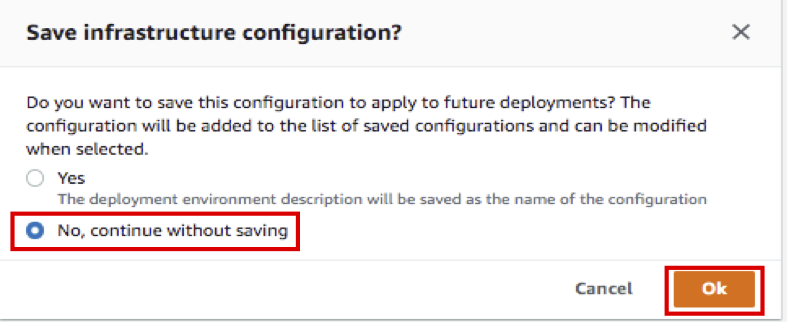 Save infrastructure configuration?
Do you want to save this configuration to apply to future deployments? The
configuration will be added to the list of saved configurations and can be modified
when selected.
Yes
The deployment environment description will be saved as the name of the configuration
No, continue without saving
Cancel
Ok